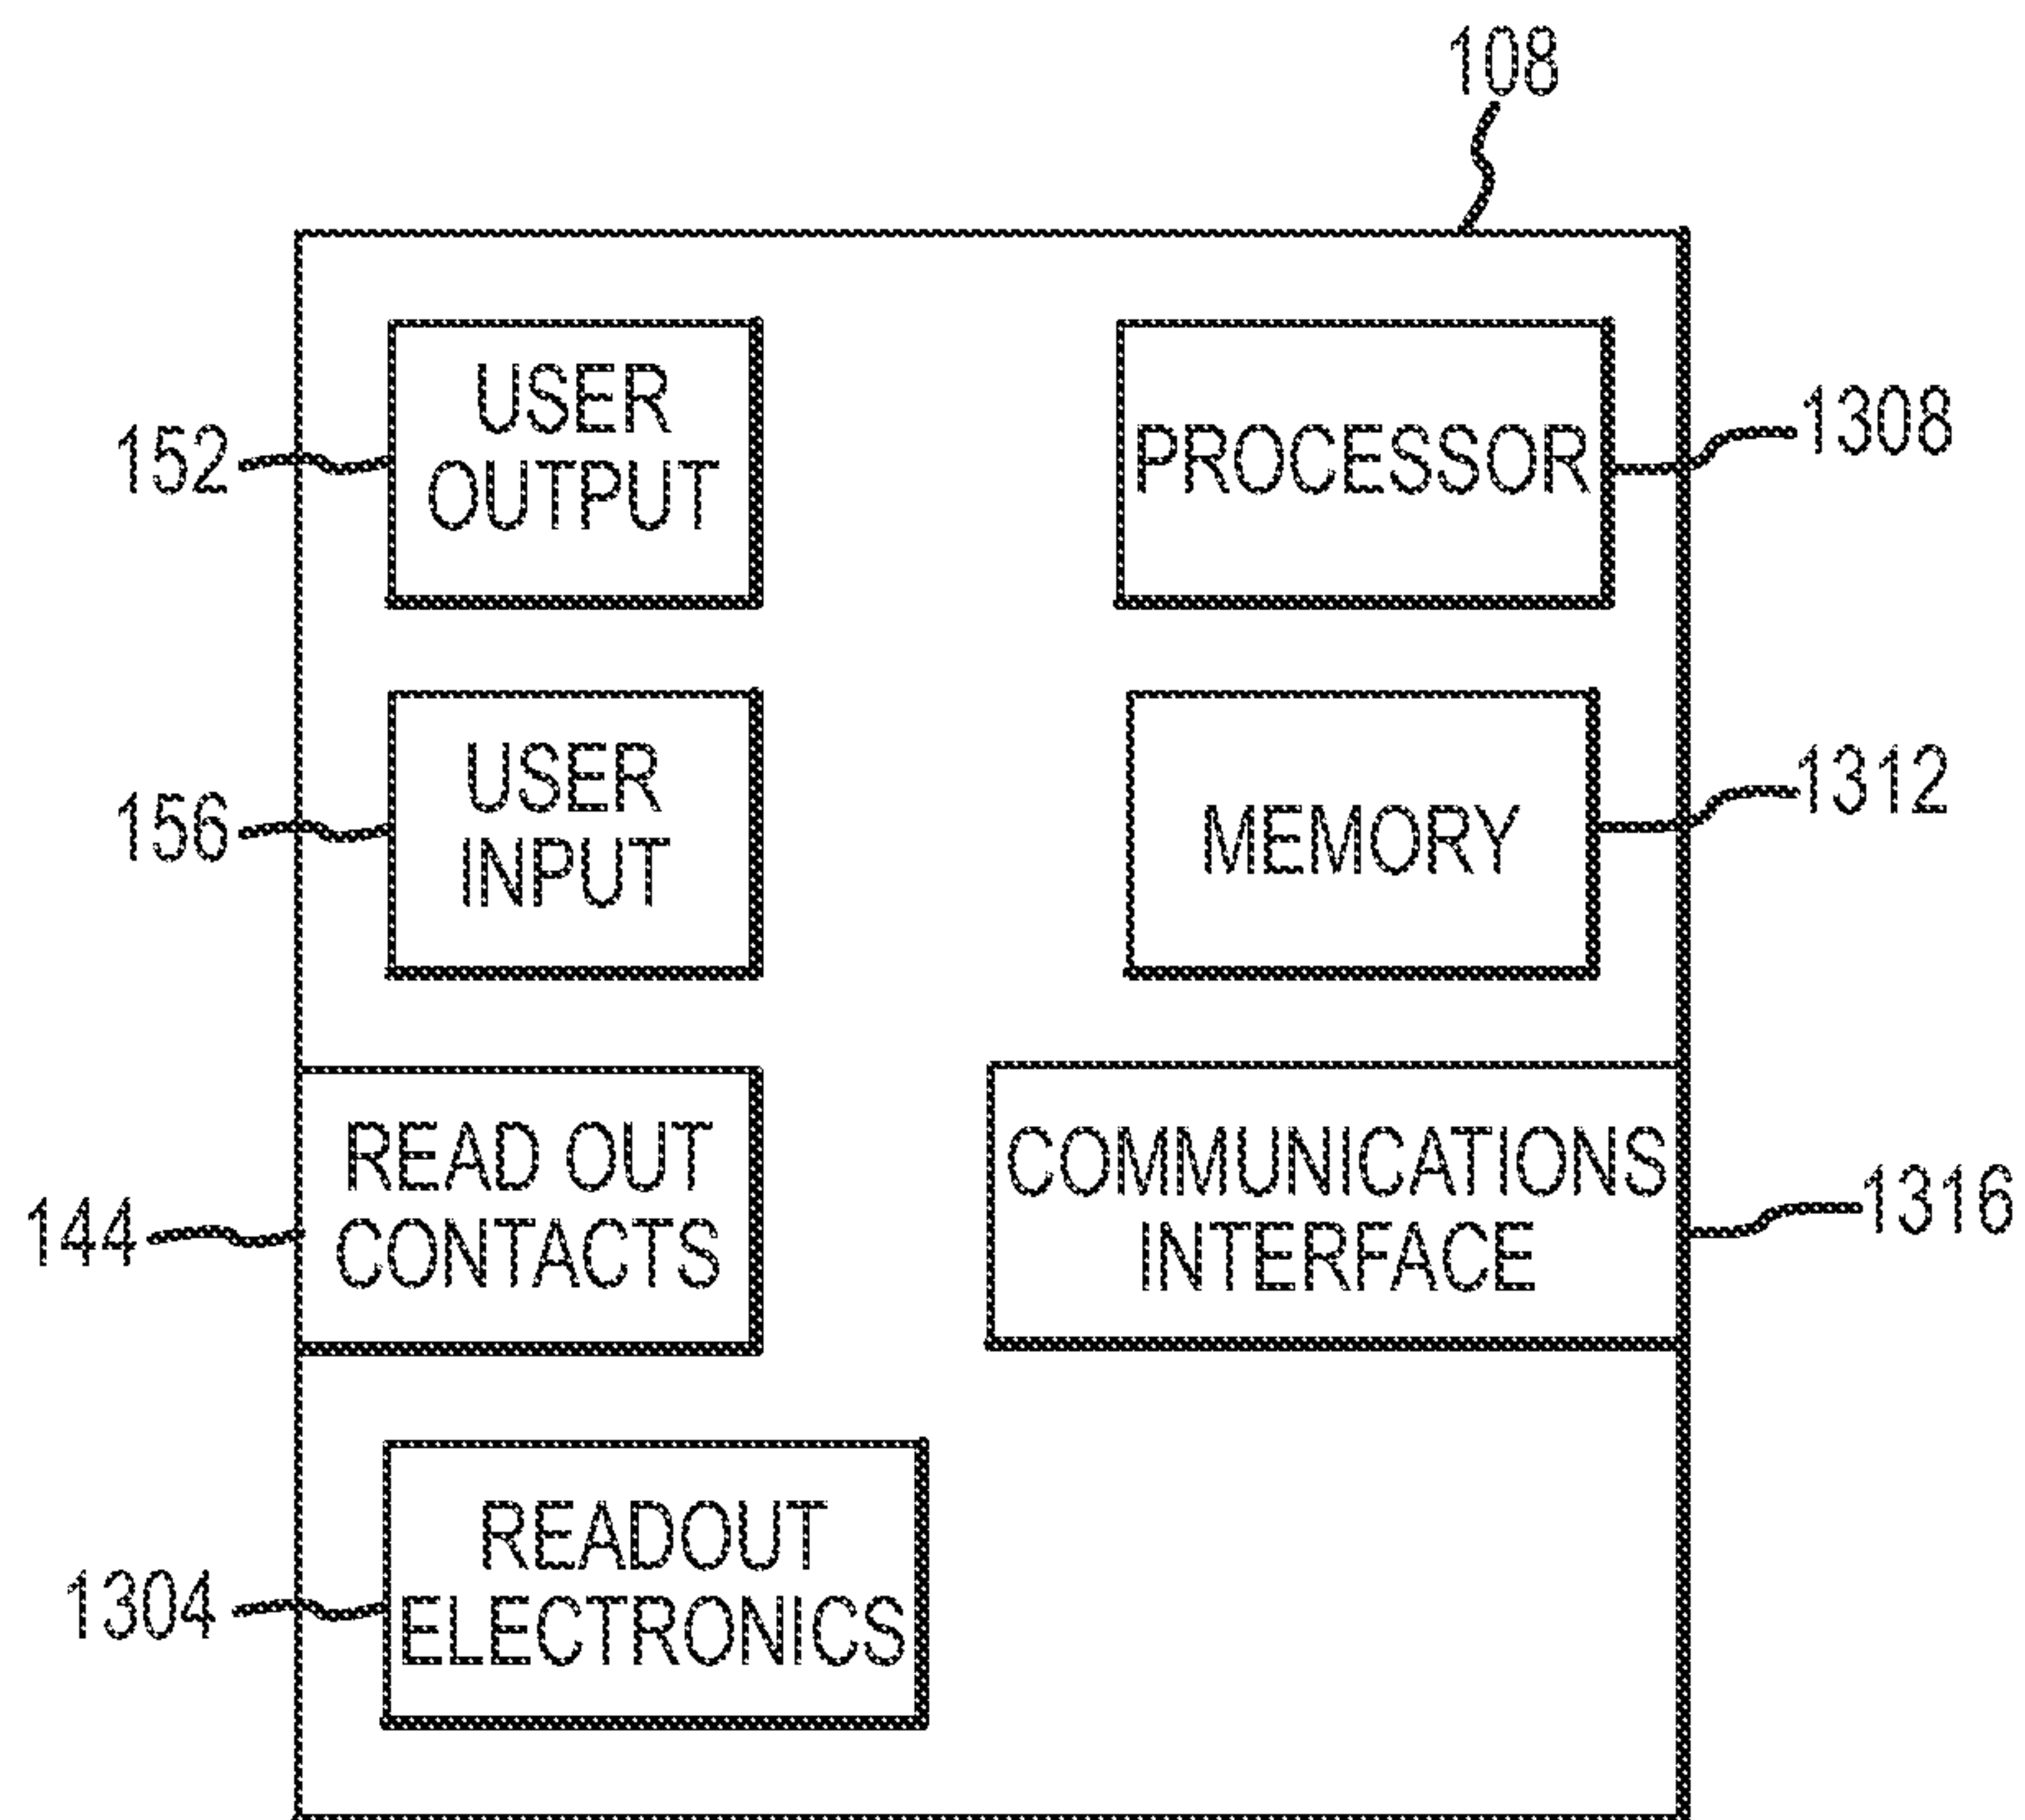 108
USER
OUTPUT
152
PROCESSOR
1308
USER
INPUT
156
MEMORY
1312
READ OUT
CONTACTS
144
COMMUNICATIONS
INTERFACE
1316
READOUT
ELECTRONICS
1304